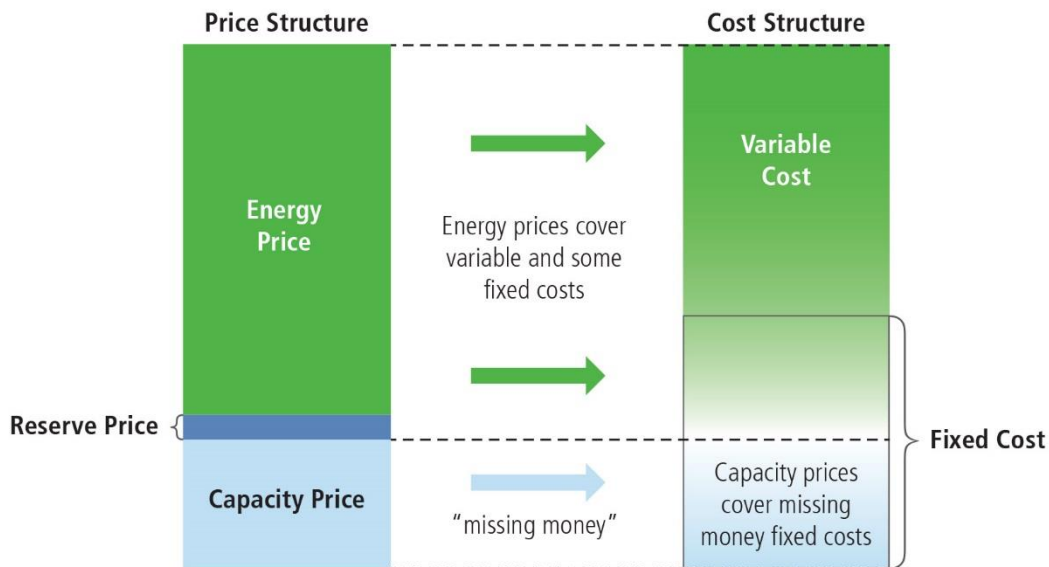 Price Structure
Cost Structure
Energy
Price
Energy prices cover
variable and some
fixed costs
Variable
Cost
Reserve Price
Capacity Price
“missing money”
Capacity prices
cover missing
money fixed costs
Fixed Cost